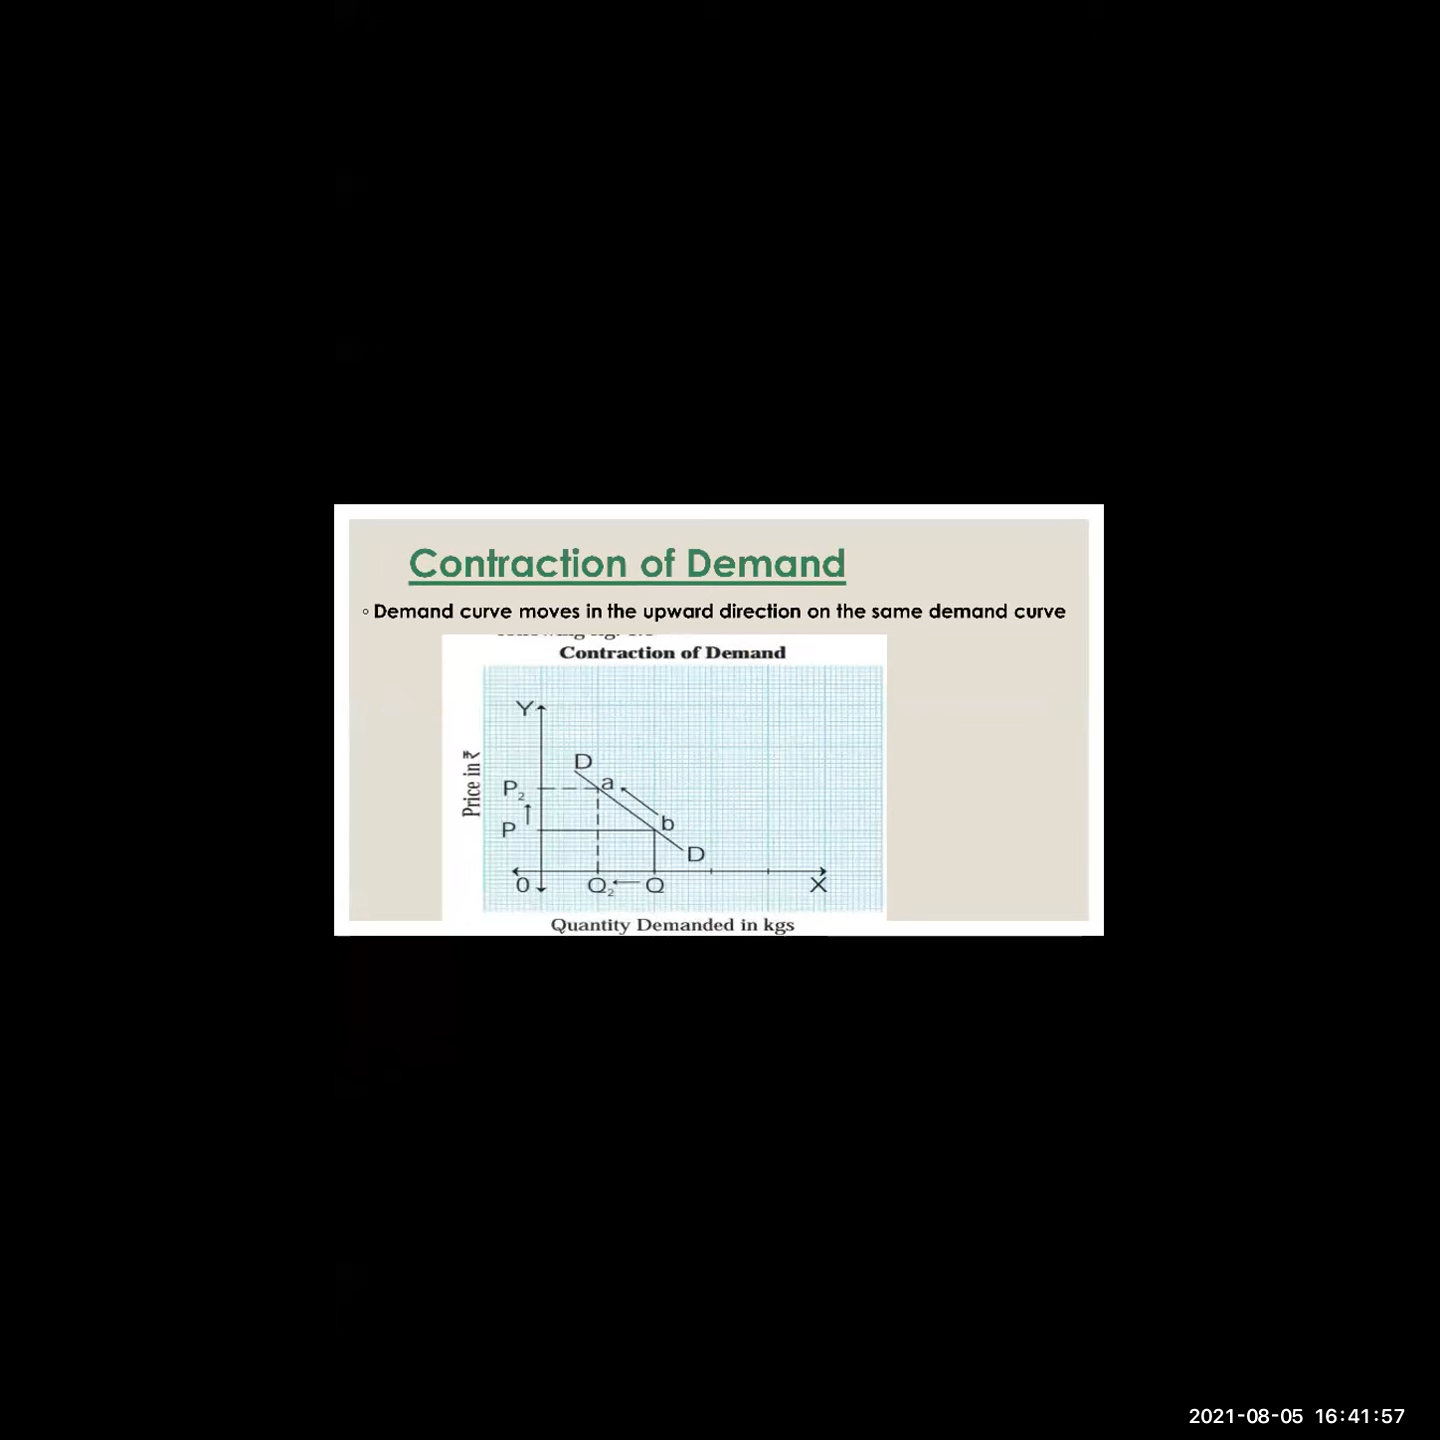 Contraction of Demand
◦ Demand curve moves in the upward direction on the same demand curve
Contraction of Demand
Y
D
a
P₂
Price in ₹
b
P
D
0
Q₂
Q
X
Quantity Demanded in kgs
2021-08-05 16:41:57